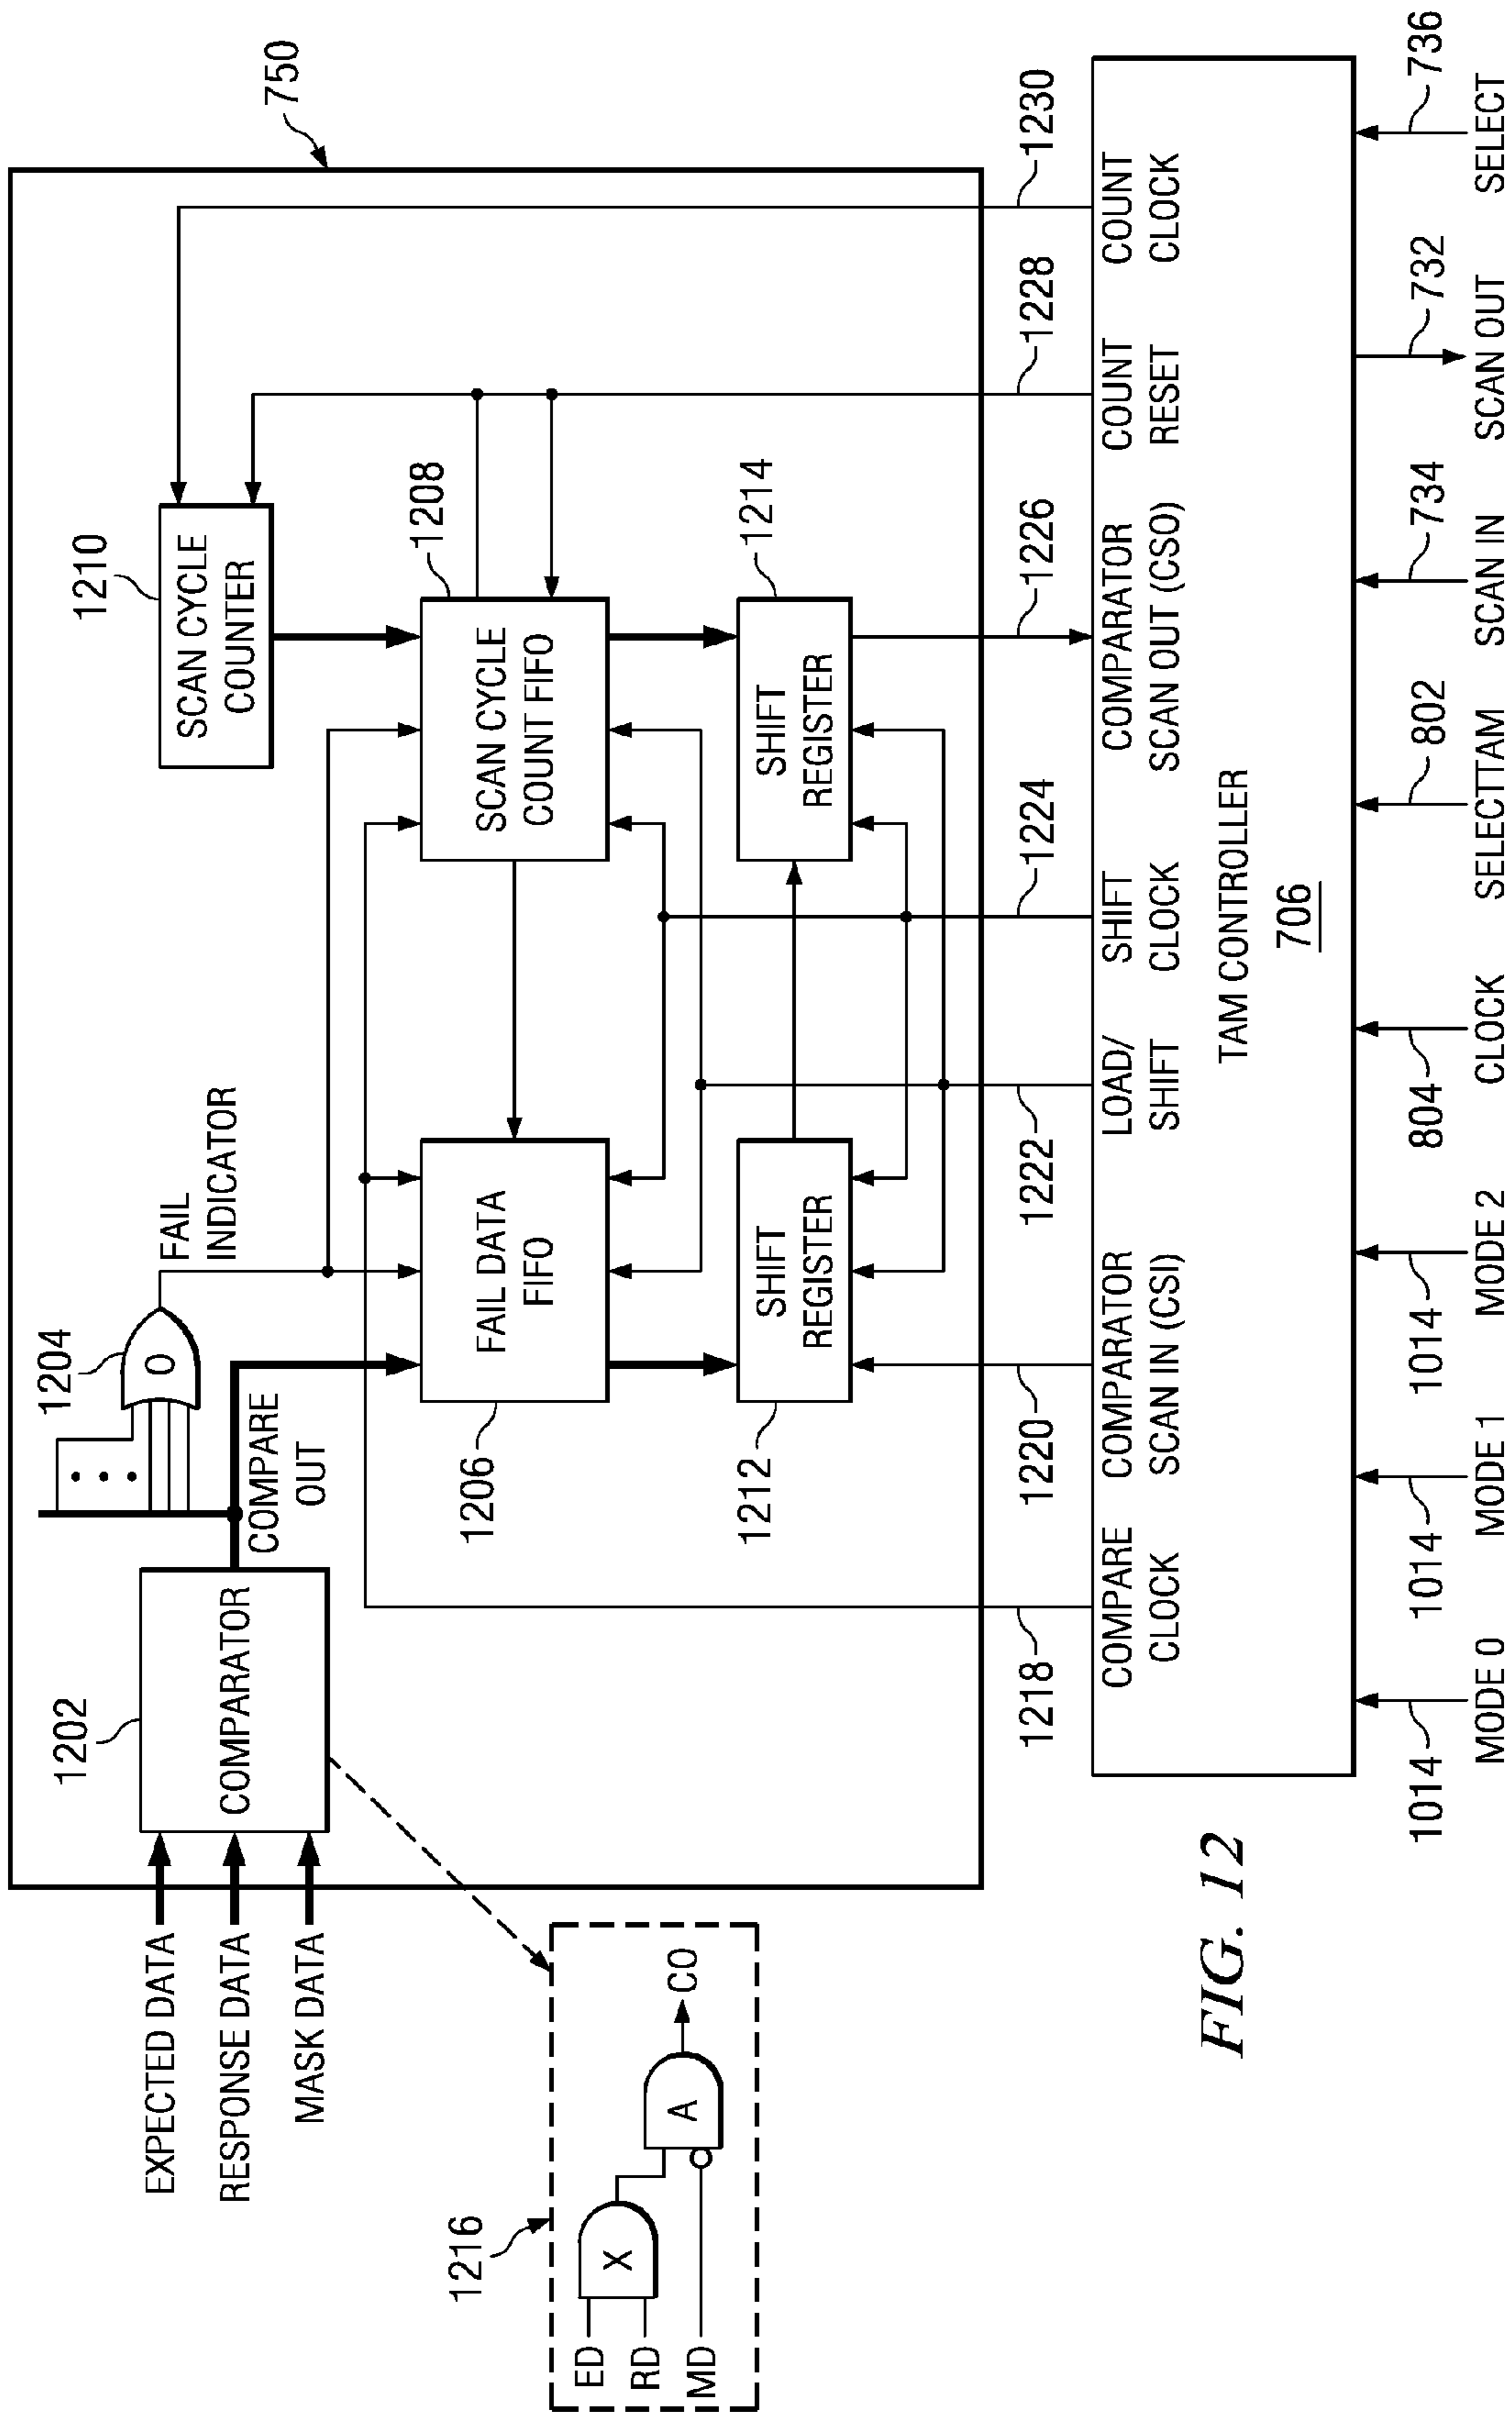 750
1210
SCAN CYCLE
COUNTER
1204
O
FAIL
INDICATOR
1202
COMPARATOR
EXPECTED DATA
RESPONSE DATA
MASK DATA
COMPARE
OUT
1208
SCAN CYCLE
COUNT FIFO
FAIL DATA
FIFO
1206
1216
ED
RD
MD
X
A
CO
1214
SHIFT
REGISTER
SHIFT
REGISTER
1212
1218
1220
1222
1224
1226
1228
1230
COMPARE
CLOCK
COMPARATOR
SCAN IN (CSI)
LOAD/
SHIFT
SHIFT
CLOCK
COMPARATOR
SCAN OUT (CSO)
COUNT
RESET
COUNT
CLOCK
TAM CONTROLLER
706
1014
1014
1014
804
802
734
732
736
MODE 0
MODE 1
MODE 2
CLOCK
SELECTTAM
SCAN IN
SCAN OUT
SELECT
FIG. 12